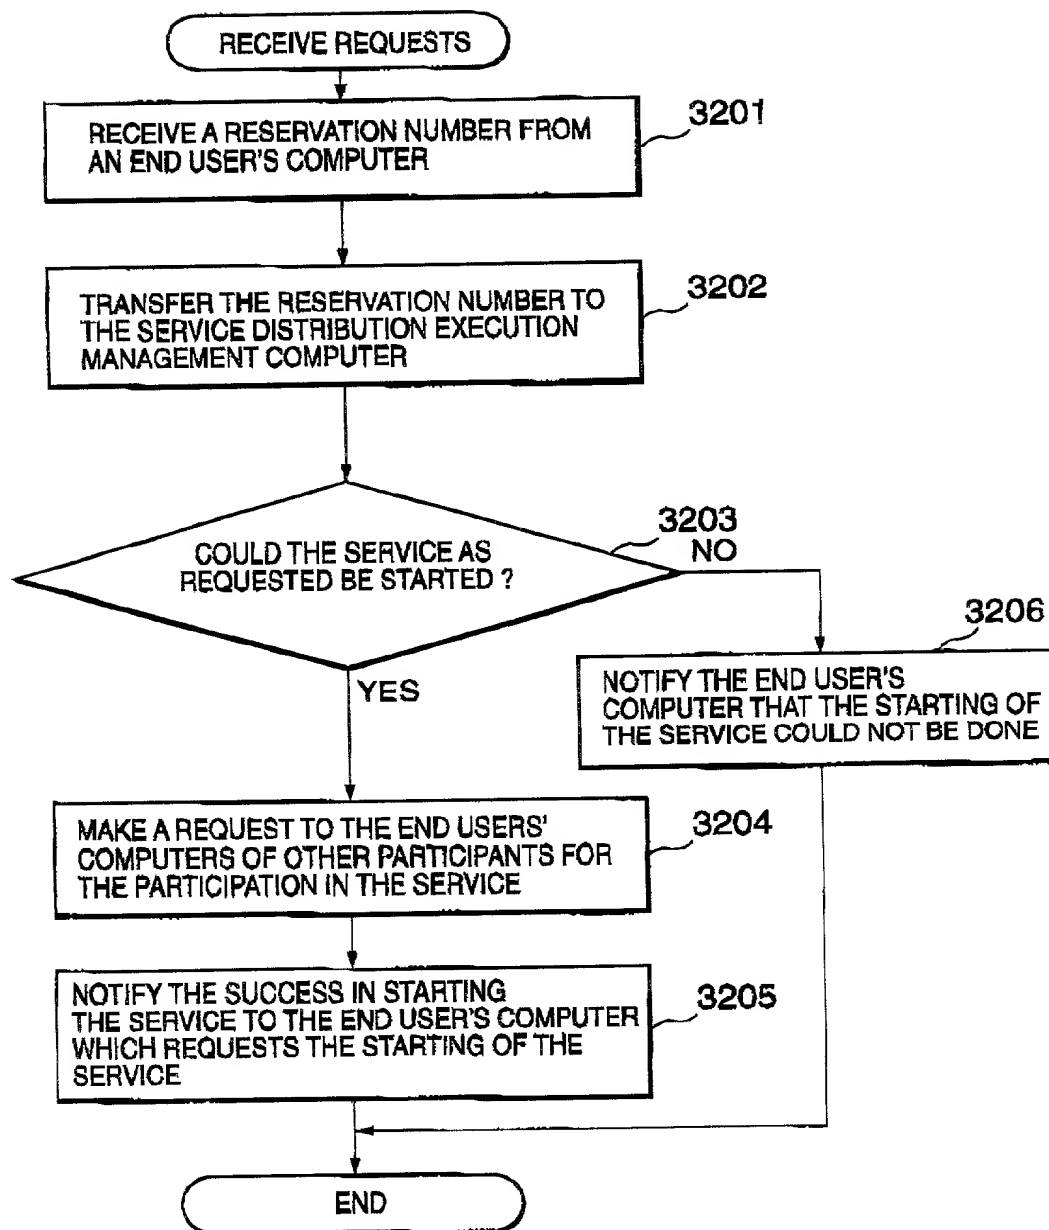 RECEIVE REQUESTS
3201
RECEIVE A RESERVATION NUMBER FROM
AN END USER'S COMPUTER
3202
TRANSFER THE RESERVATION NUMBER TO
THE SERVICE DISTRIBUTION EXECUTION
MANAGEMENT COMPUTER
3203
COULD THE SERVICE AS
REQUESTED BE STARTED ?
NO
YES
3206
NOTIFY THE END USER'S
COMPUTER THAT THE STARTING OF
THE SERVICE COULD NOT BE DONE
3204
MAKE A REQUEST TO THE END USERS'
COMPUTERS OF OTHER PARTICIPANTS FOR
THE PARTICIPATION IN THE SERVICE
3205
NOTIFY THE SUCCESS IN STARTING
THE SERVICE TO THE END USER'S COMPUTER
WHICH REQUESTS THE STARTING OF THE
SERVICE
END